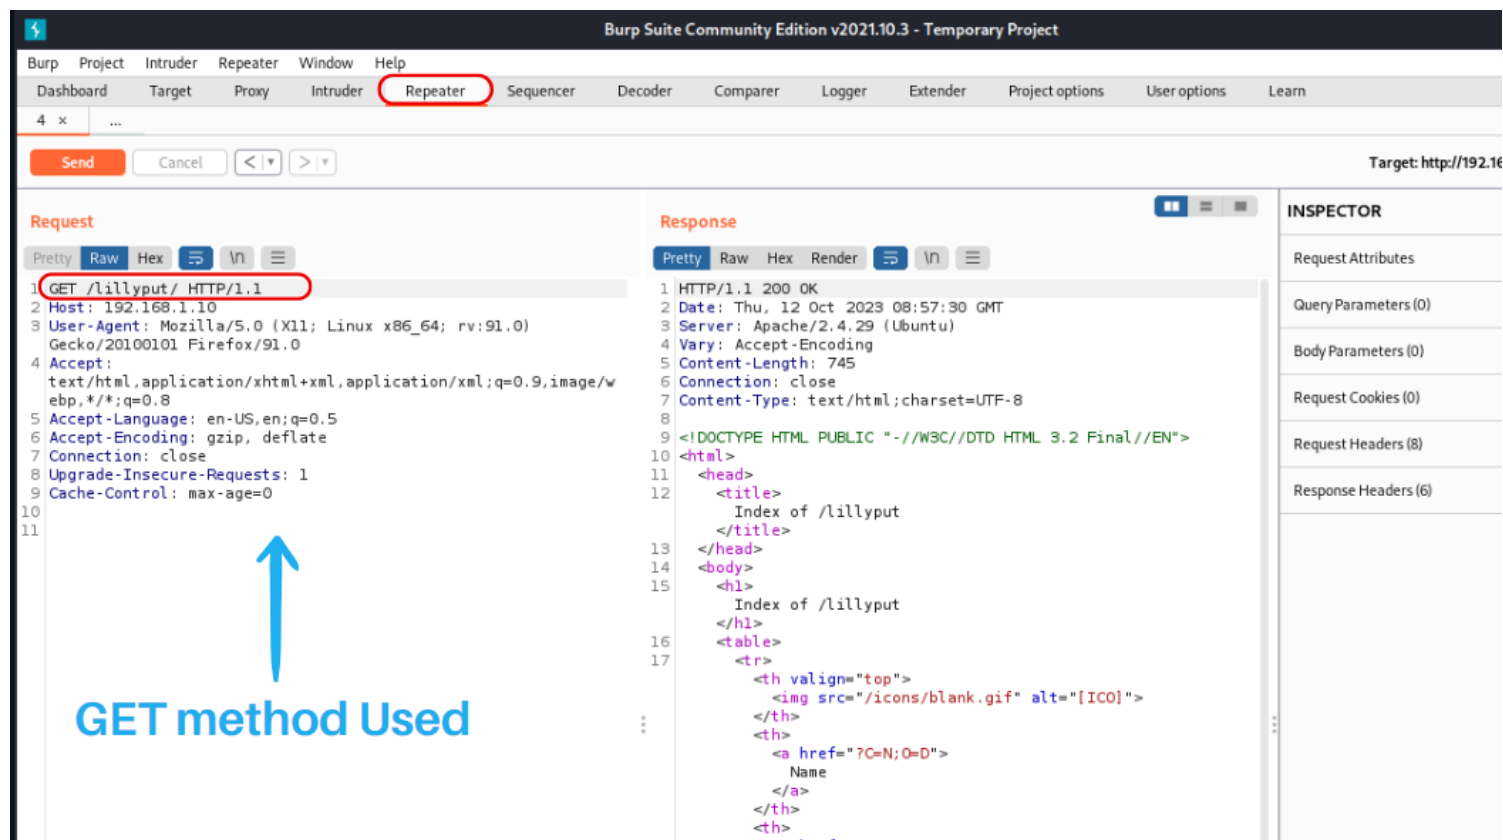 Burp Suite Community Edition v2021.10.3 - Temporary Project
Burp Project Intruder Repeater Window Help
Dashboard Target Proxy Intruder Repeater Sequencer Decoder Comparer Logger Extender Project options User options Learn
4 × ...
Send Cancel < | ▾ > | ▾ Target: http://192.16
Request
Pretty Raw Hex \n
1 GET /lillyput/ HTTP/1.1
2 Host: 192.168.1.10
3 User-Agent: Mozilla/5.0 (X11; Linux x86_64; rv:91.0)
Gecko/20100101 Firefox/91.0
4 Accept:
text/html,application/xhtml+xml,application/xml;q=0.9,image/w
ebp,*/*;q=0.8
5 Accept-Language: en-US,en;q=0.5
6 Accept-Encoding: gzip, deflate
7 Connection: close
8 Upgrade-Insecure-Requests: 1
9 Cache-Control: max-age=0
10
11
GET method Used
Response
Pretty Raw Hex Render \n
1 HTTP/1.1 200 OK
2 Date: Thu, 12 Oct 2023 08:57:30 GMT
3 Server: Apache/2.4.29 (Ubuntu)
4 Vary: Accept-Encoding
5 Content-Length: 745
6 Connection: close
7 Content-Type: text/html;charset=UTF-8
8
9 <!DOCTYPE HTML PUBLIC "-//W3C//DTD HTML 3.2 Final//EN">
10 <html>
11 <head>
12 <title>
Index of /lillyput
</title>
13 </head>
14 <body>
15 <h1>
Index of /lillyput
</h1>
16 <table>
17 <tr>
<th valign="top">
<img src="/icons/blank.gif" alt="[ICO]">
</th>
<th>
<a href="?C=N;O=D">
Name
</a>
</th>
<th>
INSPECTOR
Request Attributes
Query Parameters (0)
Body Parameters (0)
Request Cookies (0)
Request Headers (8)
Response Headers (6)